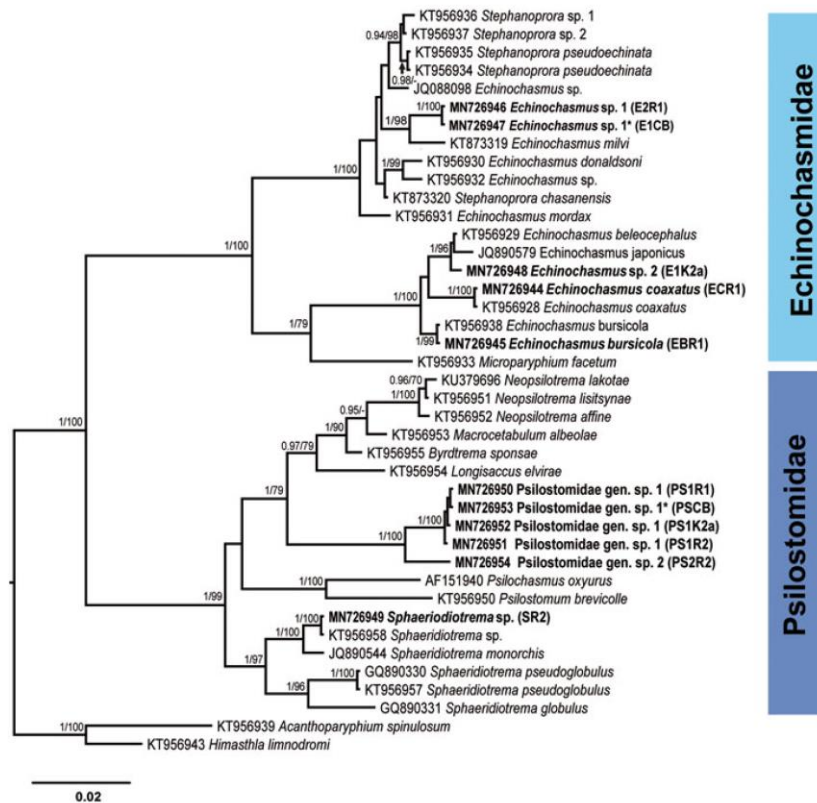 KT956936 Stephanoprora sp. 1
0.94/98
KT956937 Stephanoprora sp. 2
KT956935 Stephanoprora pseudoechinata
KT956934 Stephanoprora pseudoechinata
0.98/-
JQ088098 Echinochasmus sp.
1/100
MN726946 Echinochasmus sp. 1 (E2R1)
1/98
MN726947 Echinochasmus sp. 1* (E1CB)
KT873319 Echinochasmus milvi
1/100
1/99
KT956930 Echinochasmus donaldsoni
KT956932 Echinochasmus sp.
KT873320 Stephanoprora chasanensis
KT956931 Echinochasmus mordax
1/100
KT956929 Echinochasmus beleocephalus
1/96
JQ890579 Echinochasmus japonicus
MN726948 Echinochasmus sp. 2 (E1K2a)
1/100
1/100
MN726944 Echinochasmus coaxatus (ECR1)
KT956928 Echinochasmus coaxatus
1/79
KT956938 Echinochasmus bursicola
1/99
MN726945 Echinochasmus bursicola (EBR1)
KT956933 Microparyphium facetum
Echinochasmidae
1/100
0.96/70
KU379696 Neopsilotrema lakotae
1/100
KT956951 Neopsilotrema lisitsynae
0.95/-
KT956952 Neopsilotrema affine
1/90
KT956953 Macrocetabulum albeolae
0.97/79
KT956955 Byrdtrema sponsae
KT956954 Longisaccus elvirae
1/79
MN726950 Psilostomidae gen. sp. 1 (PS1R1)
MN726953 Psilostomidae gen. sp. 1* (PSCB)
1/100
MN726952 Psilostomidae gen. sp. 1 (PS1K2a)
1/100
MN726951 Psilostomidae gen. sp. 1 (PS1R2)
MN726954 Psilostomidae gen. sp. 2 (PS2R2)
1/99
1/100
AF151940 Psilochasmus oxyurus
KT956950 Psilostomum brevicolle
1/100
MN726949 Sphaeriodiotrema sp. (SR2)
1/100
KT956958 Sphaeridiotrema sp.
JQ890544 Sphaeridiotrema monorchis
1/97
1/100
GQ890330 Sphaeridiotrema pseudoglobulus
1/96
KT956957 Sphaeridiotrema pseudoglobulus
GQ890331 Sphaeridiotrema globulus
Psilostomidae
1/100
KT956939 Acanthoparyphium spinulosum
KT956943 Himasthla limnodromi
0.02